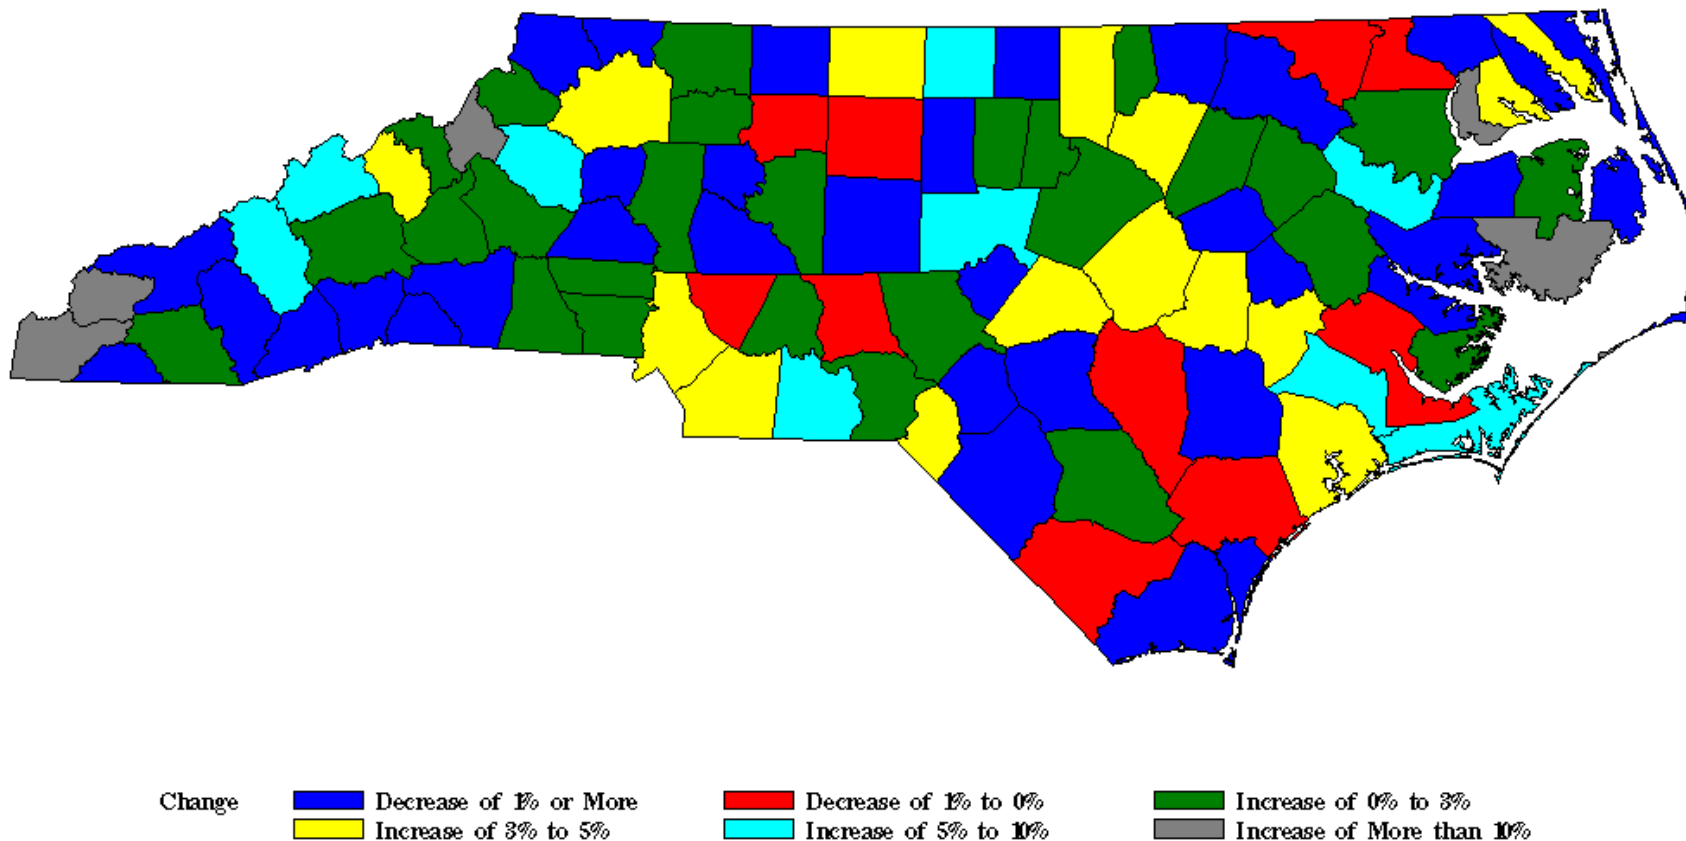 Change Decrease of 1% or More Decrease of 1% to 0% Increase of 0% to 3%
Increase of 3% to 5% Increase of 5% to 10% Increase of More than 10%